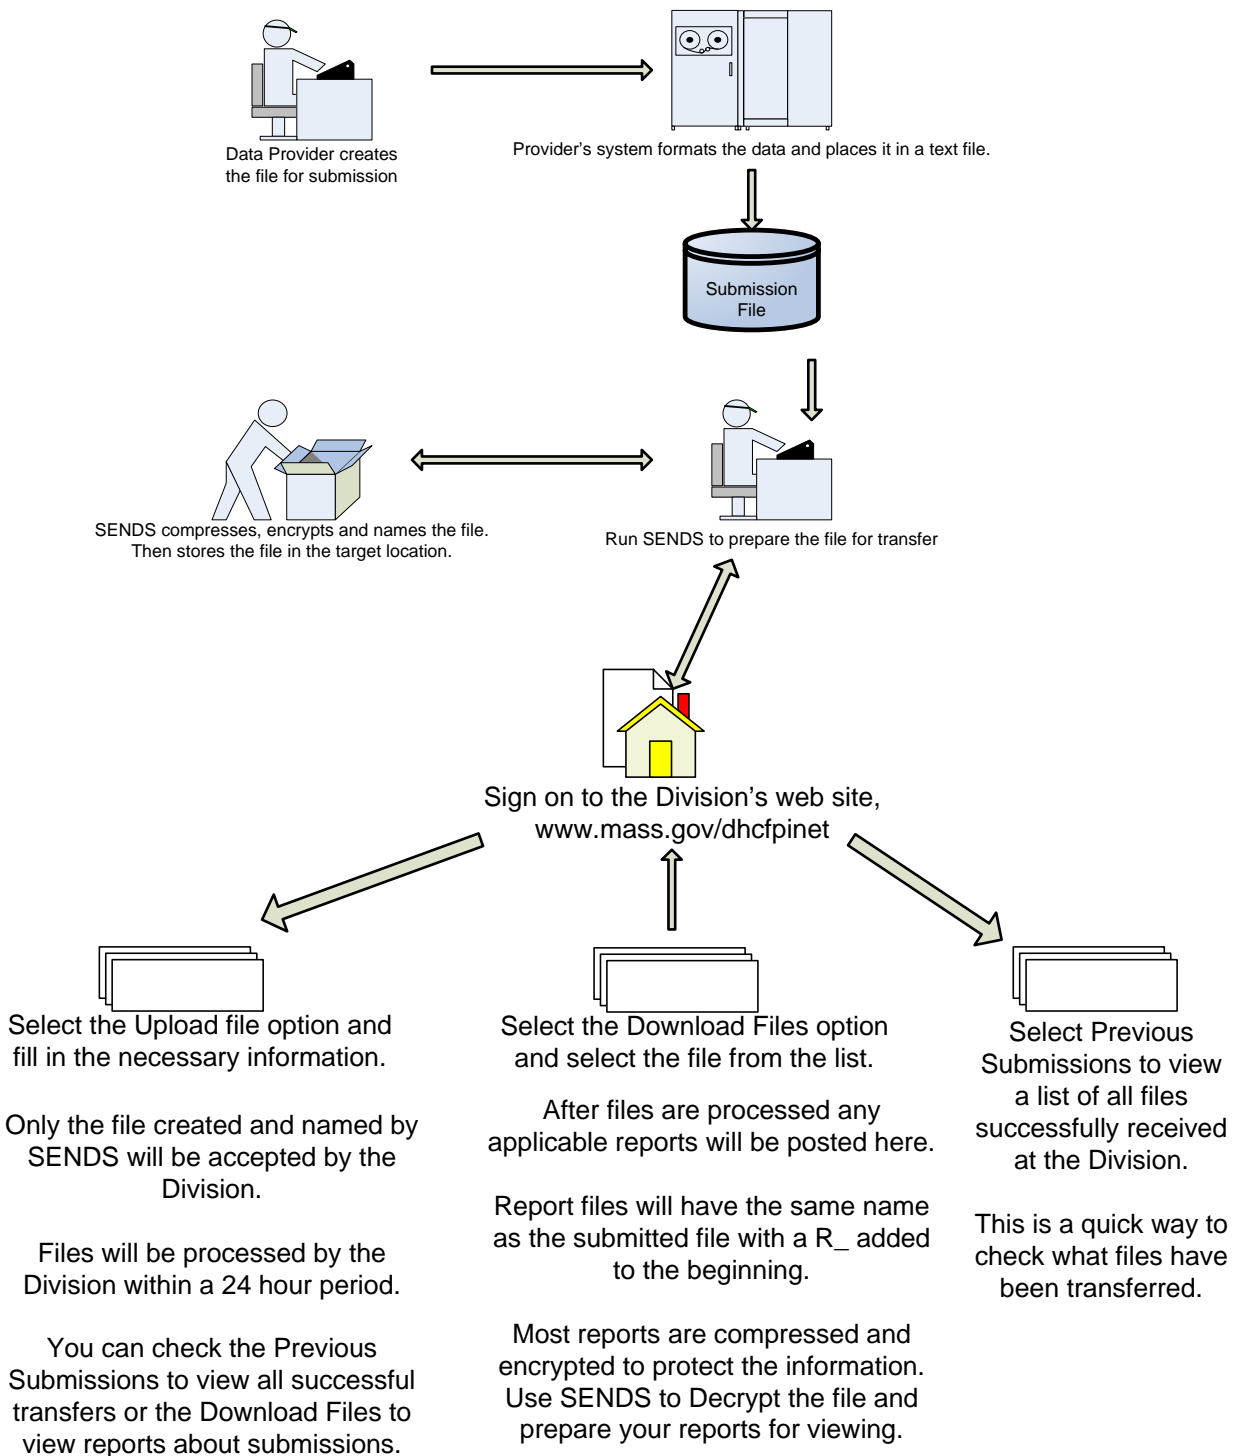 Data Provider creates
the file for submission
Provider's system formats the data and places it in a text file.
Submission
File
SENDS compresses, encrypts and names the file.
Then stores the file in the target location.
Run SENDS to prepare the file for transfer
Sign on to the Division's web site,
www.mass.gov/dhcfpinet
Select the Upload file option and
fill in the necessary information.
Only the file created and named by
SENDS will be accepted by the
Division.
Files will be processed by the
Division within a 24 hour period.
You can check the Previous
Submissions to view all successful
transfers or the Download Files to
view reports about submissions.
Select the Download Files option
and select the file from the list.
After files are processed any
applicable reports will be posted here.
Report files will have the same name
as the submitted file with a R_ added
to the beginning.
Most reports are compressed and
encrypted to protect the information.
Use SENDS to Decrypt the file and
prepare your reports for viewing.
Select Previous
Submissions to view
a list of all files
successfully received
at the Division.
This is a quick way to
check what files have
been transferred.